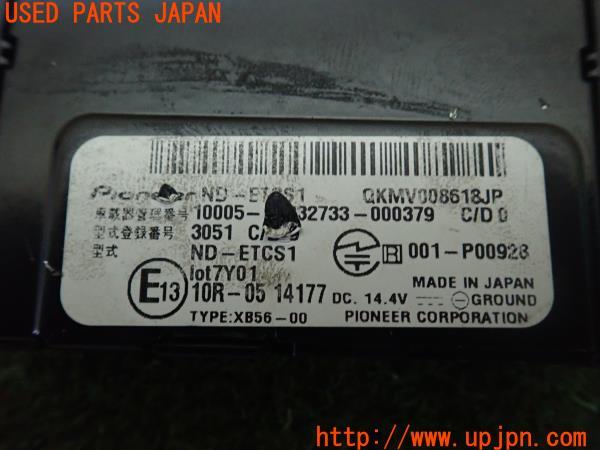 USED PARTS JAPAN
Pioneer ND-ETCS1 QKMV008618JP
車載器管理番号 10005- 32733-000379 C/D 0
型式登録番号 3051
型式 ND-ETCS1
R 001-P00928
lot7Y01
E13 10R-05 14177
MADE IN JAPAN
DC. 14.4V GROUND
TYPE:XB56-00 PIONEER CORPORATION
UPJ http://www.upjpn.com/